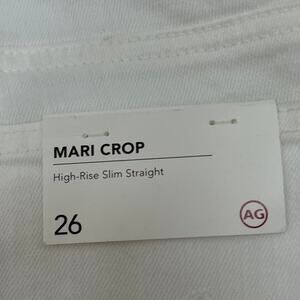 MARI CROP
High-Rise Slim Straight
26
AG